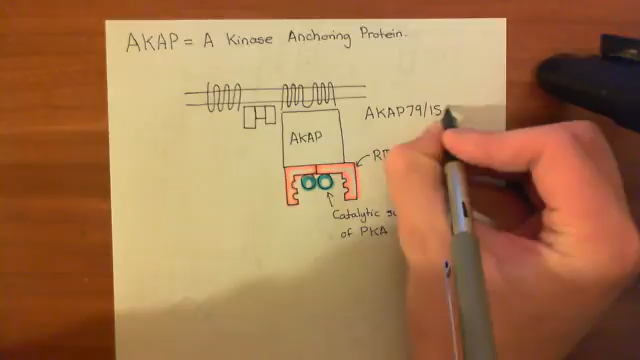 AKAP = A Kinase Anchoring Protein.
AKAP79/15
AKAP
Catalytic
of PKA